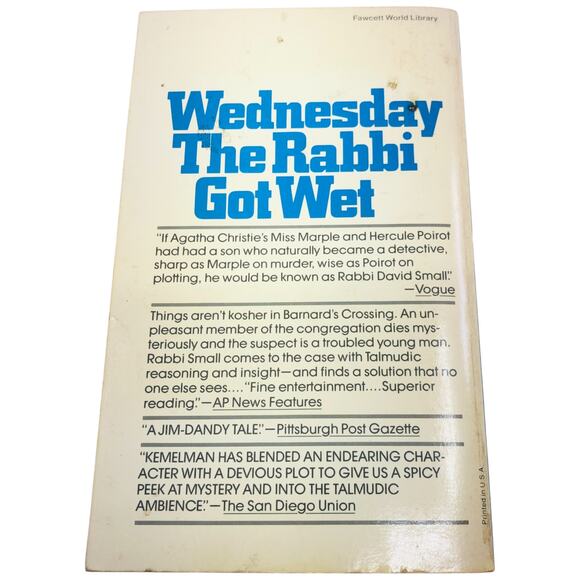 Fawcett World Library
Wednesday
The Rabbi
Got Wet
"If Agatha Christie's Miss Marple and Hercule Poirot
had had a son who naturally became a detective,
sharp as Marple on murder, wise as Poirot on
plotting, he would be known as Rabbi David Small."
—Vogue
Things aren't kosher in Barnard's Crossing. An un-
pleasant member of the congregation dies mys-
teriously and the suspect is a troubled young man.
Rabbi Small comes to the case with Talmudic
reasoning and insight—and finds a solution that no
one else sees...."Fine entertainment....Superior
reading."—AP News Features
"A JIM-DANDY TALE."—Pittsburgh Post Gazette
"KEMELMAN HAS BLENDED AN ENDEARING CHAR-
ACTER WITH A DEVIOUS PLOT TO GIVE US A SPICY
PEEK AT MYSTERY AND INTO THE TALMUDIC
AMBIENCE."—The San Diego Union
Printed in U.S.A.